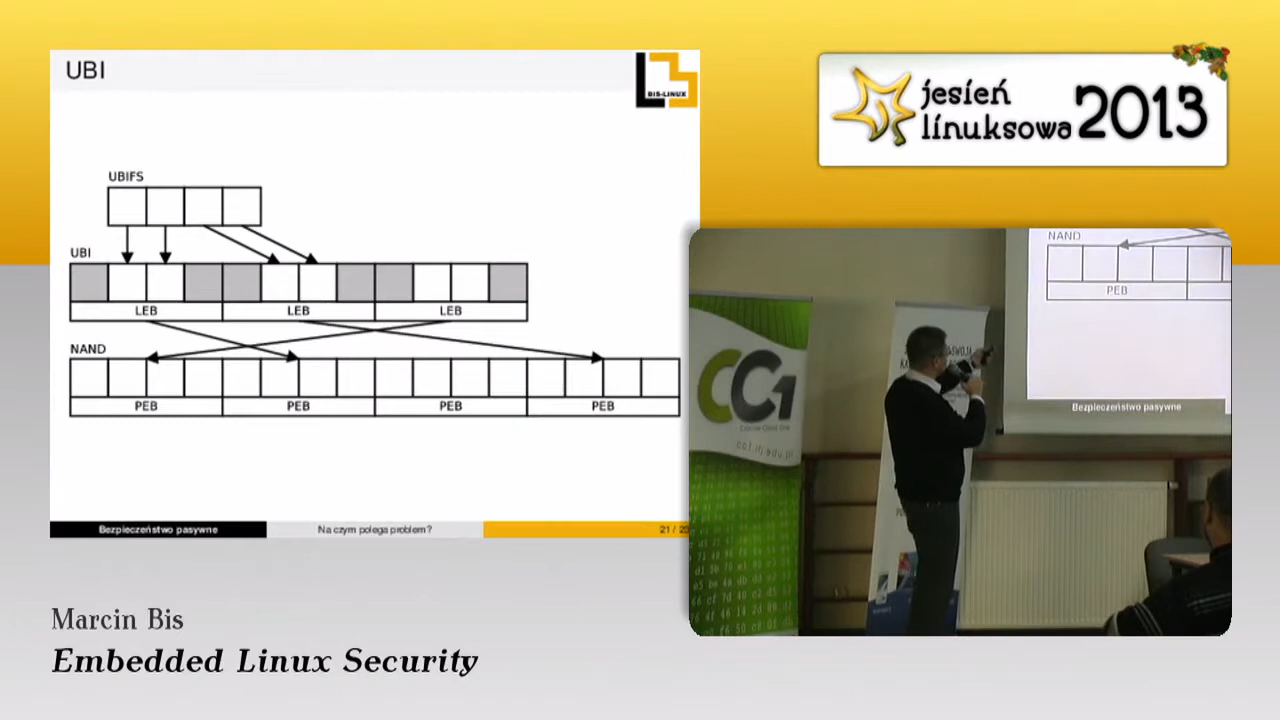 UBI
BIS-LINUX
UBIFS
UBI
LEB LEB LEB
NAND
PEB PEB PEB PEB
Bezpieczeństwo pasywne Na czym polega problem? 21 /
jesień
linuksowa 2013
NAND
PEB
Bezpieczeństwo pasywne
CC1
Marcin Bis
Embedded Linux Security